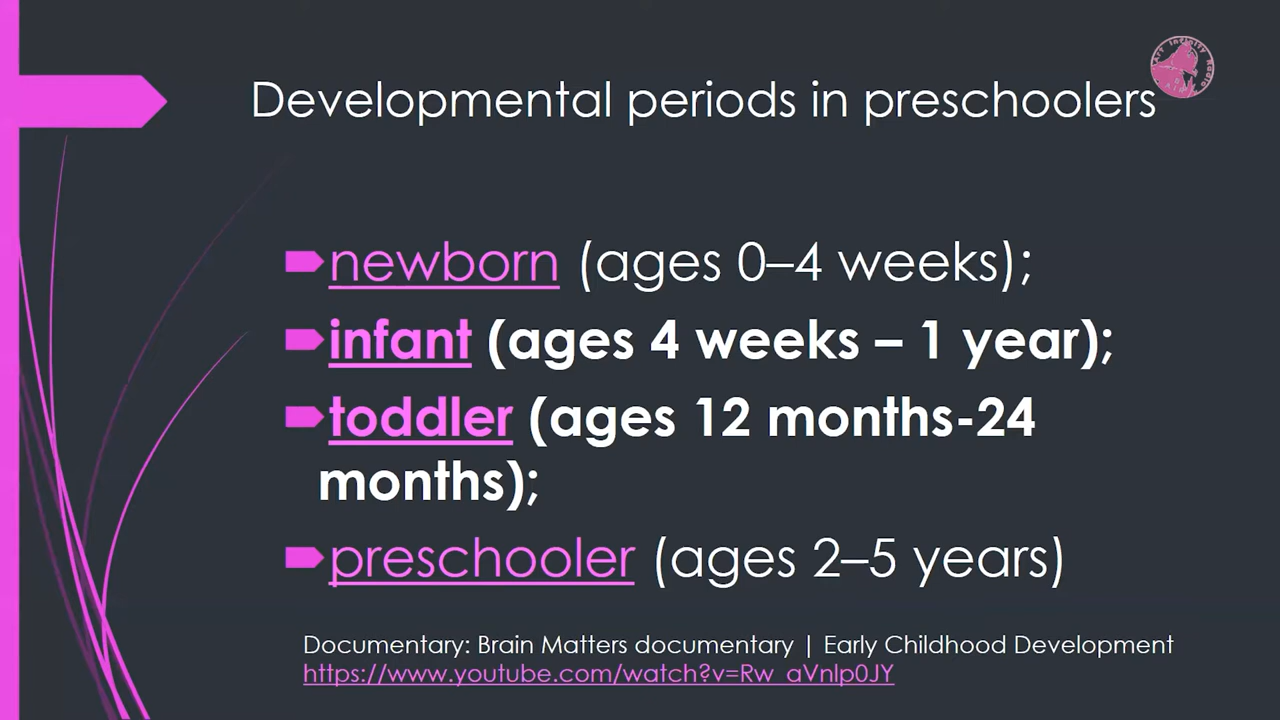 Developmental periods in preschoolers
newborn (ages 0–4 weeks);
infant (ages 4 weeks – 1 year);
toddler (ages 12 months-24
months);
preschooler (ages 2–5 years)
Documentary: Brain Matters documentary | Early Childhood Development
https://www.youtube.com/watch?v=Rw_aVnlp0JY